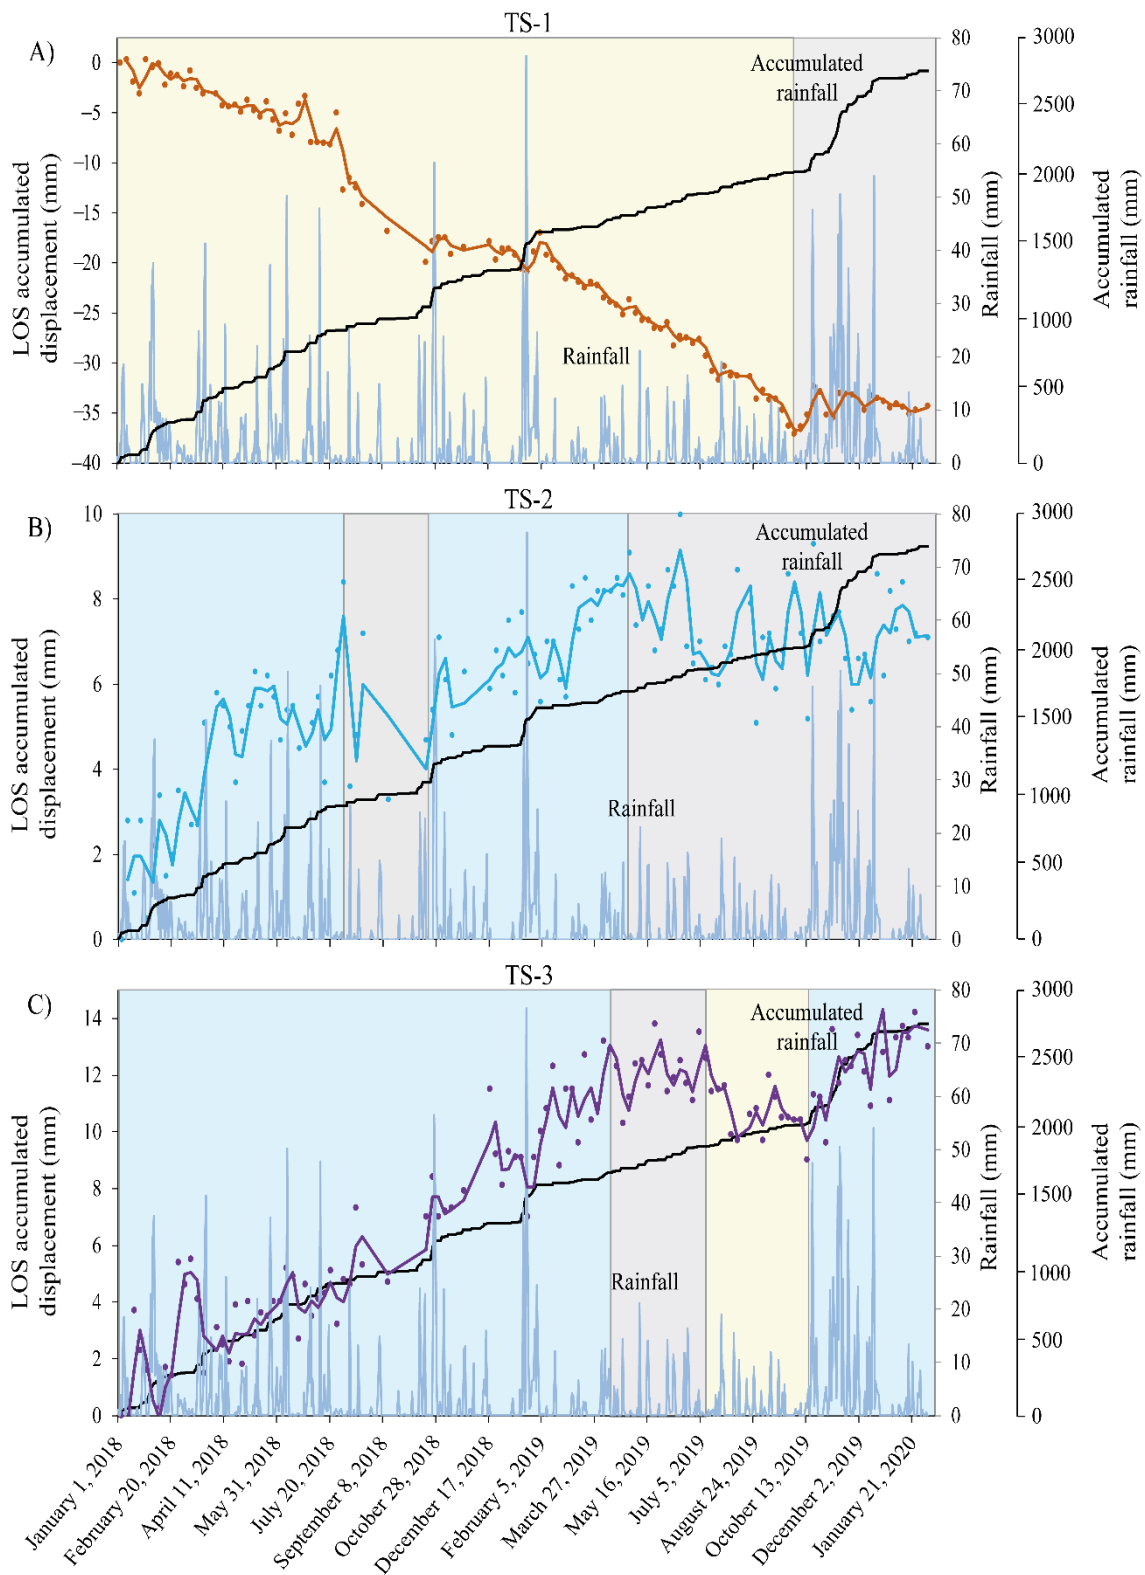 TS-1
A)
Accumulated
rainfall
Rainfall
LOS accumulated
displacement (mm)
0
–5
–10
–15
–20
–25
–30
–35
–40
80
70
60
50
40
30
20
10
0
Rainfall (mm)
3000
2500
2000
1500
1000
500
0
Accumulated
rainfall (mm)
TS-2
B)
Accumulated
rainfall
Rainfall
LOS accumulated
displacement (mm)
10
8
6
4
2
0
80
70
60
50
40
30
20
10
0
Rainfall (mm)
3000
2500
2000
1500
1000
500
0
Accumulated
rainfall (mm)
TS-3
C)
Accumulated
rainfall
Rainfall
LOS accumulated
displacement (mm)
14
12
10
8
6
4
2
0
80
70
60
50
40
30
20
10
0
Rainfall (mm)
3000
2500
2000
1500
1000
500
0
Accumulated
rainfall (mm)
January 1, 2018
February 20, 2018
April 11, 2018
May 31, 2018
July 20, 2018
September 8, 2018
October 28, 2018
December 17, 2018
February 5, 2019
March 27, 2019
May 16, 2019
July 5, 2019
August 24, 2019
October 13, 2019
December 2, 2019
January 21, 2020